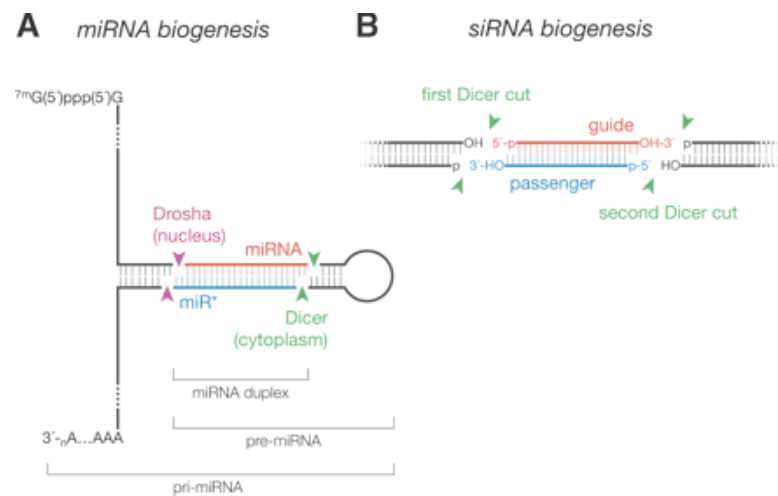 A miRNA biogenesis
B siRNA biogenesis
7mG(5´)ppp(5´)G
first Dicer cut
guide
OH 5´-p OH-3´ p
p 3´-HO p-5´ HO
passenger
second Dicer cut
Drosha
(nucleus)
miRNA
miR*
Dicer
(cytoplasm)
miRNA duplex
pre-miRNA
3´-nA...AAA
pri-miRNA